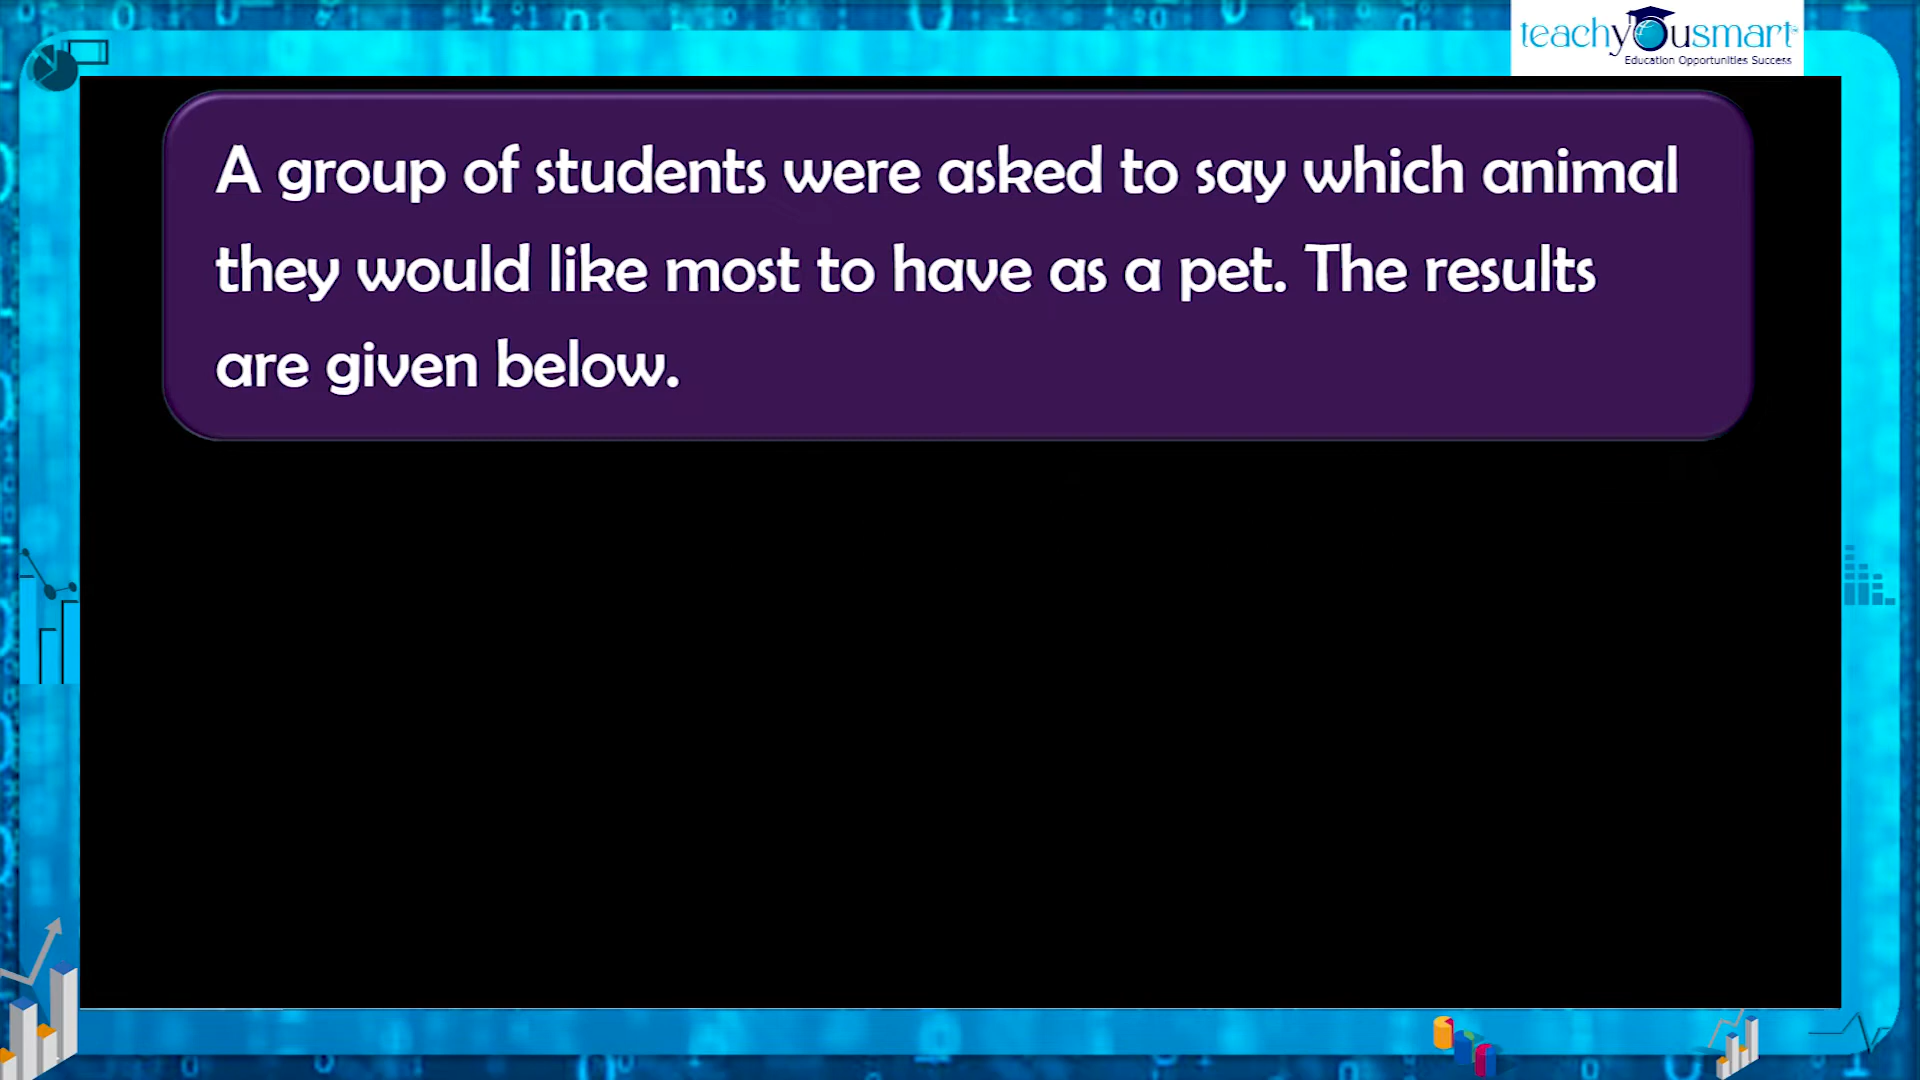 teachyousmart
Education Opportunities Success
A group of students were asked to say which animal
they would like most to have as a pet. The results
are given below.